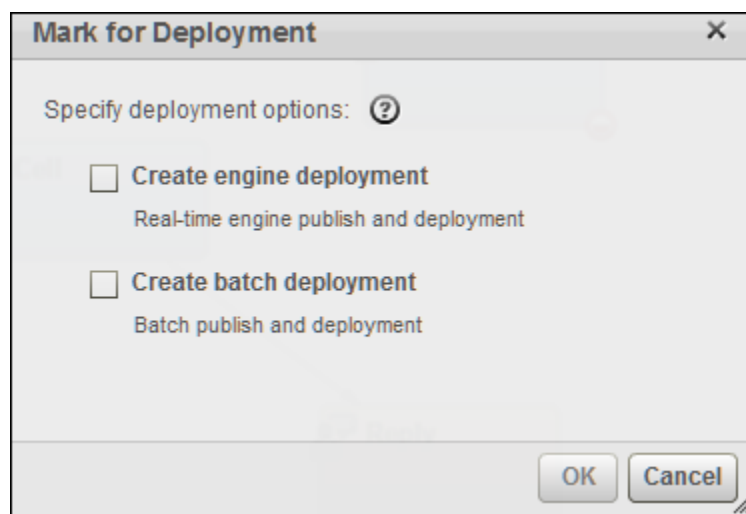 Mark for Deployment
Specify deployment options:
Create engine deployment
Real-time engine publish and deployment
Create batch deployment
Batch publish and deployment
Reply
OK Cancel